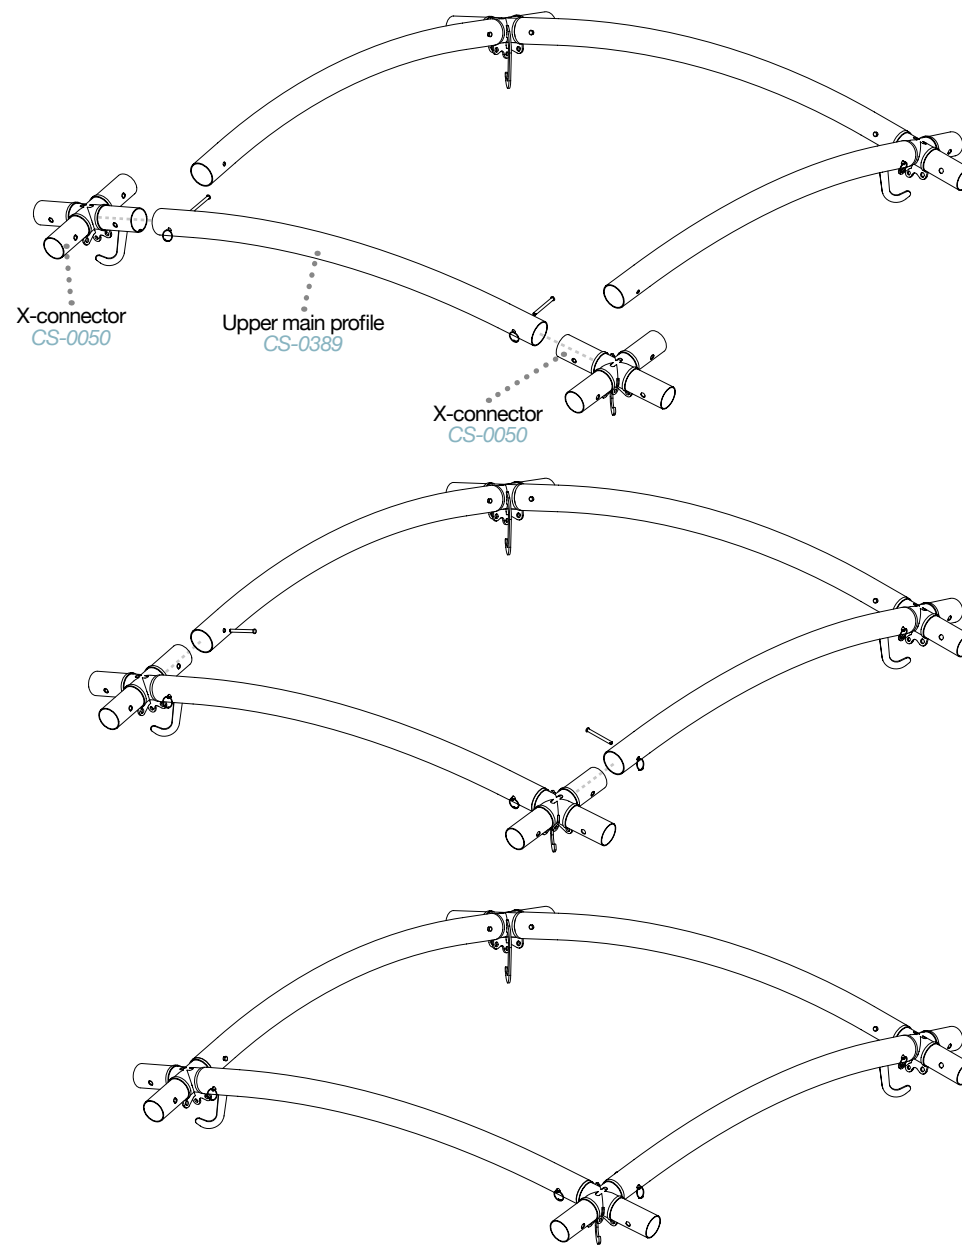 X-connector
CS-0050
Upper main profile
CS-0389
X-connector
CS-0050